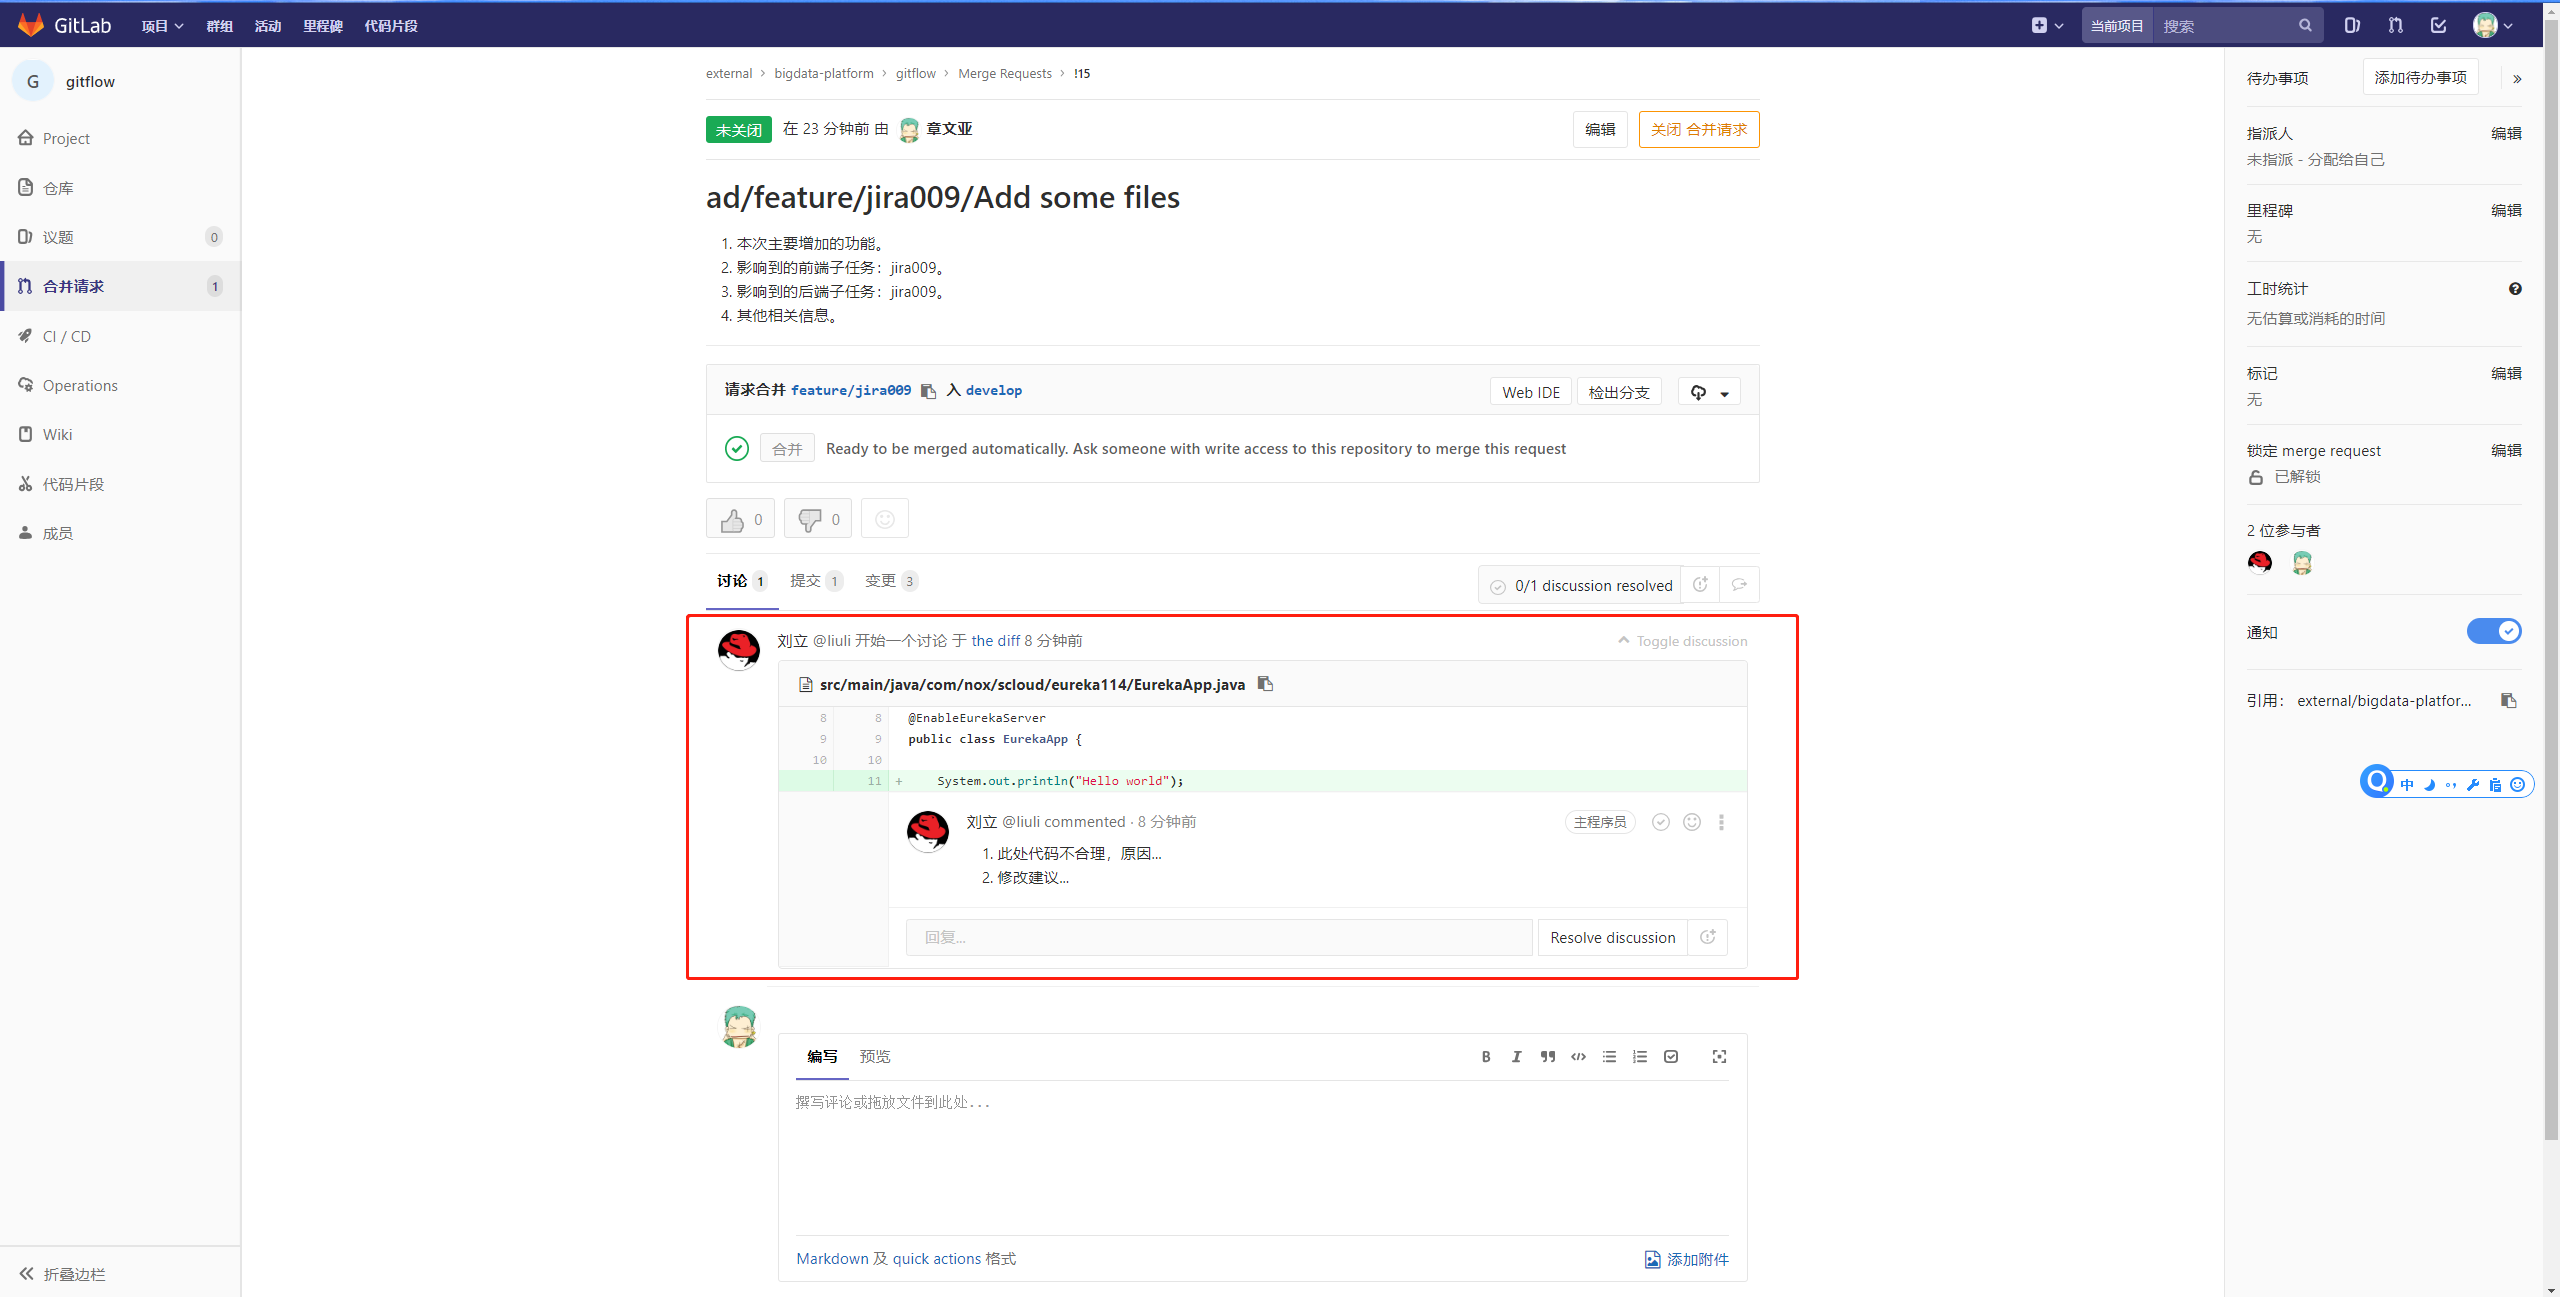 GitLab 项目 群组 活动 里程碑 代码片段 当前项目 搜索
G gitflow
Project
仓库
议题 0
合并请求 1
CI / CD
Operations
Wiki
代码片段
成员
折叠边栏
external › bigdata-platform › gitflow › Merge Requests › !15
未关闭 在 23 分钟前 由 章文亚 编辑 关闭 合并请求
ad/feature/jira009/Add some files
1. 本次主要增加的功能。
2. 影响到的前端子任务：jira009。
3. 影响到的后端子任务：jira009。
4. 其他相关信息。
请求合并 feature/jira009 入 develop Web IDE 检出分支
合并 Ready to be merged automatically. Ask someone with write access to this repository to merge this request
0 0
讨论 1 提交 1 变更 3 0/1 discussion resolved
刘立 @liuli 开始一个讨论 于 the diff 8 分钟前 Toggle discussion
src/main/java/com/nox/scloud/eureka114/EurekaApp.java
8 8 @EnableEurekaServer
9 9 public class EurekaApp {
10 10
11 + System.out.println("Hello world");
刘立 @liuli commented · 8 分钟前 主程序员
1. 此处代码不合理，原因...
2. 修改建议...
回复... Resolve discussion
编写 预览
撰写评论或拖放文件到此处...
Markdown 及 quick actions 格式 添加附件
待办事项 添加待办事项 »
指派人 编辑
未指派 - 分配给自己
里程碑 编辑
无
工时统计
无估算或消耗的时间
标记 编辑
无
锁定 merge request 编辑
已解锁
2 位参与者
通知
引用： external/bigdata-platfor...
中